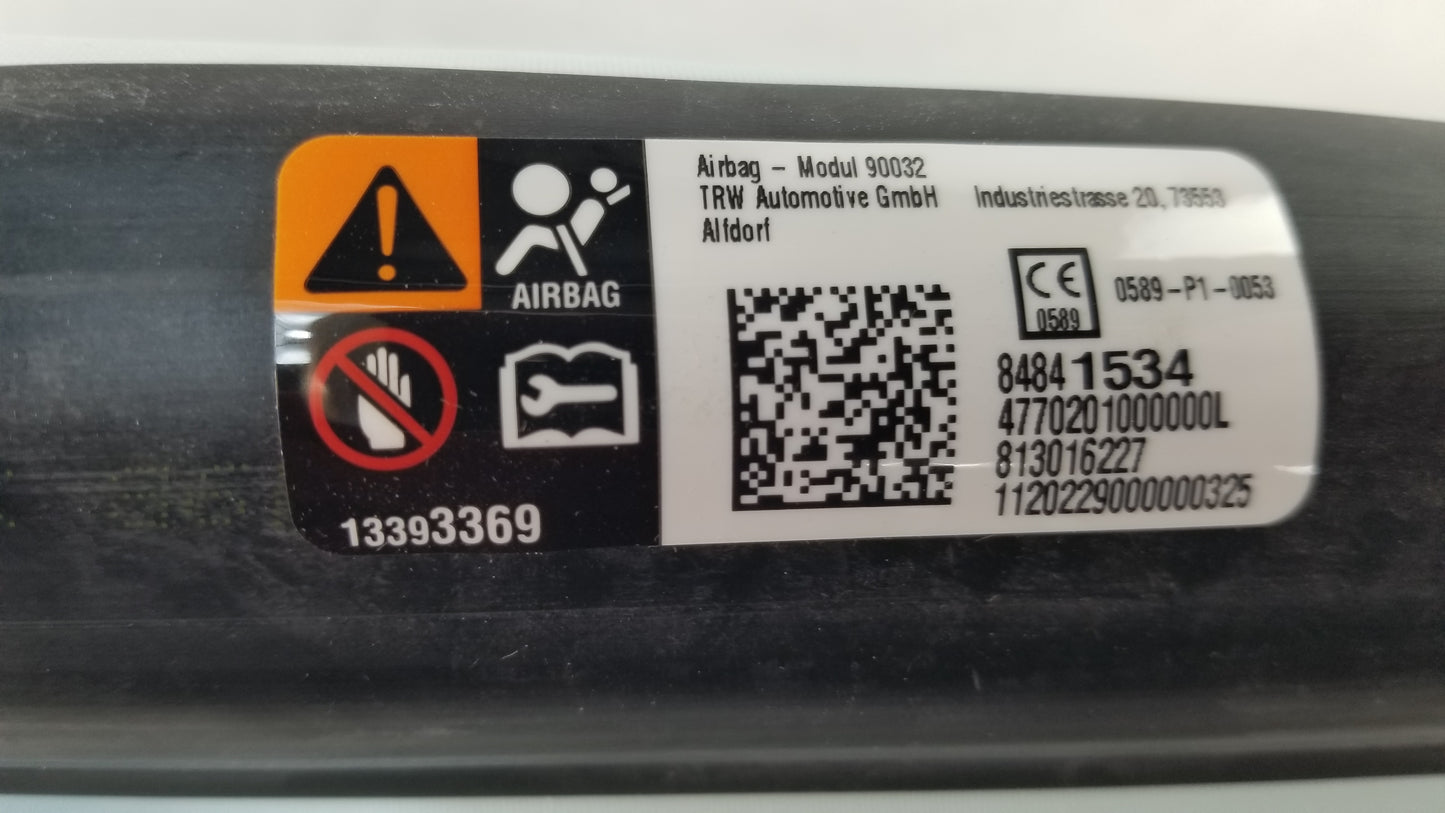 Airbag - Modul 90032
TRW Automotive GmbH Industriestrasse 20, 73553
Alfdorf
AIRBAG
CE
0589
0589-P1-0053
84841534
4770201000000L
813016227
1120229000000325
13393369